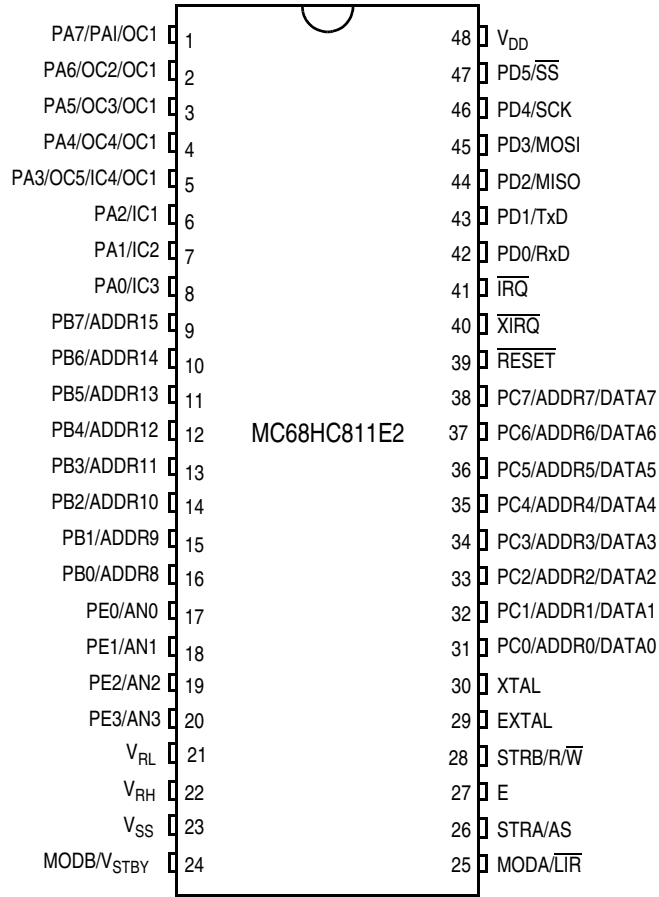 PA7/PAI/OC1 1
PA6/OC2/OC1 2
PA5/OC3/OC1 3
PA4/OC4/OC1 4
PA3/OC5/IC4/OC1 5
PA2/IC1 6
PA1/IC2 7
PA0/IC3 8
PB7/ADDR15 9
PB6/ADDR14 10
PB5/ADDR13 11
PB4/ADDR12 12
PB3/ADDR11 13
PB2/ADDR10 14
PB1/ADDR9 15
PB0/ADDR8 16
PE0/AN0 17
PE1/AN1 18
PE2/AN2 19
PE3/AN3 20
VRL 21
VRH 22
VSS 23
MODB/VSTBY 24
MC68HC811E2
48 VDD
47 PD5/S̅S̅
46 PD4/SCK
45 PD3/MOSI
44 PD2/MISO
43 PD1/TxD
42 PD0/RxD
41 I̅R̅Q̅
40 X̅I̅R̅Q̅
39 R̅E̅S̅E̅T̅
38 PC7/ADDR7/DATA7
37 PC6/ADDR6/DATA6
36 PC5/ADDR5/DATA5
35 PC4/ADDR4/DATA4
34 PC3/ADDR3/DATA3
33 PC2/ADDR2/DATA2
32 PC1/ADDR1/DATA1
31 PC0/ADDR0/DATA0
30 XTAL
29 EXTAL
28 STRB/R/W̅
27 E
26 STRA/AS
25 MODA/L̅I̅R̅